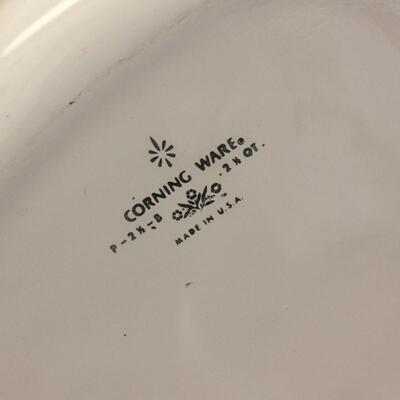 CORNING WARE®
P-2½-B 2½ QT.
MADE IN U.S.A.